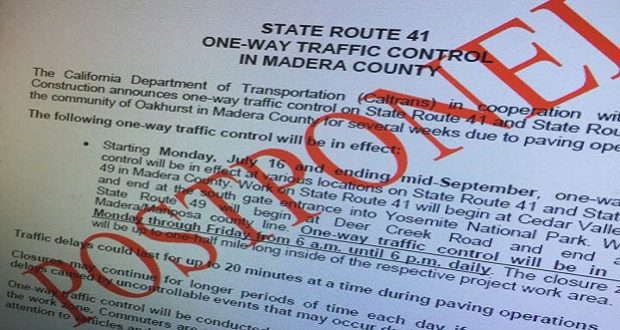 STATE ROUTE 41
ONE-WAY TRAFFIC CONTROL
IN MADERA COUNTY
The California Department of Transportation (Caltrans) in cooperation wit
Construction announces one-way traffic control on State Route 41 and State Rou
the community of Oakhurst in Madera County for several weeks due to paving ope
The following one-way traffic control will be in effect:
• Starting Monday, July 16 and ending mid-September, one-wa
control will be in effect at various locations on State Route 41 and Stat
49 in Madera County. Work on State Route 41 will begin at Cedar Valle
and end at the south gate entrance into Yosemite National Park. W
State Route 49 will begin at Deer Creek Road and end a
Madera/Mariposa county line. One-way traffic control will be in
Monday through Friday from 6 a.m. until 6 p.m. daily. The closure
will be up to one-half mile long inside of the respective project work area.
Traffic delays could last for up to 20 minutes at a time during paving operations.
Closures may continue for longer periods of time each day if
delays caused by uncontrollable events that may occur
One-way traffic control will be conducted
the work zone. Commuters are
attention to vehicles an
POSTPONED